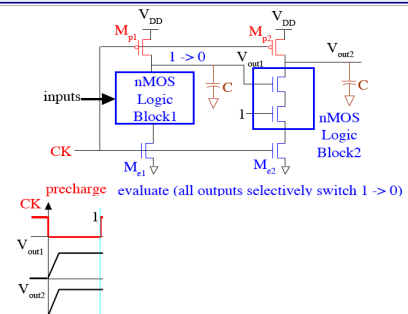 V_DD V_DD
M_p1 M_p2
1 -> 0 V_out1 V_out2
nMOS
Logic
Block1
C C
inputs
1
nMOS
Logic
Block2
CK
M_e1 M_e2
precharge evaluate (all outputs selectively switch 1 -> 0)
CK
1
V_out1
V_out2